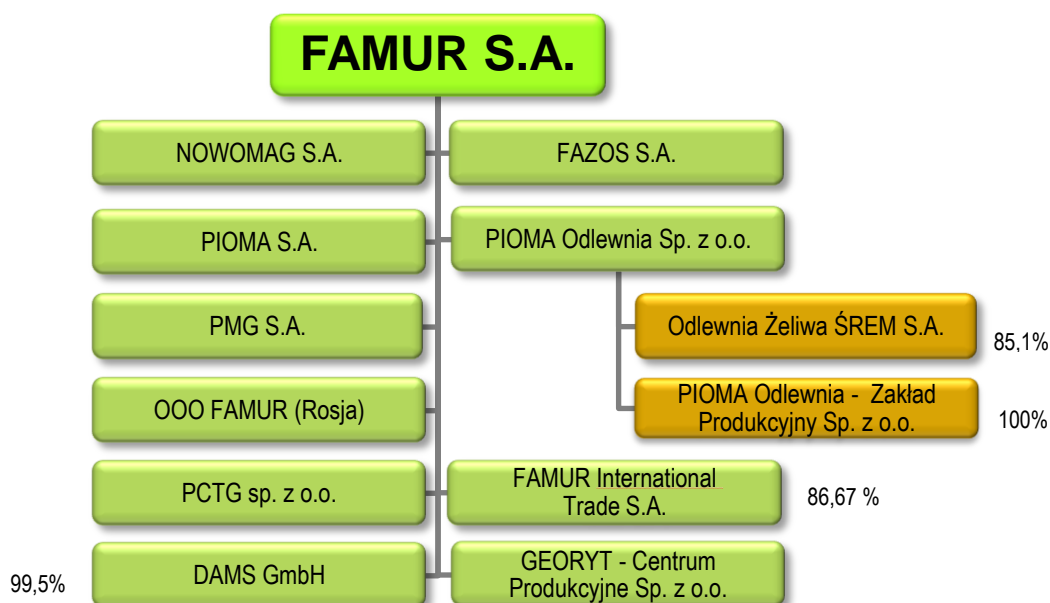 FAMUR S.A.
NOWOMAG S.A.
FAZOS S.A.
PIOMA S.A.
PIOMA Odlewnia Sp. z o.o.
PMG S.A.
Odlewnia Żeliwa ŚREM S.A.
85,1%
OOO FAMUR (Rosja)
PIOMA Odlewnia - Zakład
Produkcyjny Sp. z o.o.
100%
PCTG sp. z o.o.
FAMUR International
Trade S.A.
86,67 %
99,5%
DAMS GmbH
GEORYT - Centrum
Produkcyjne Sp. z o.o.